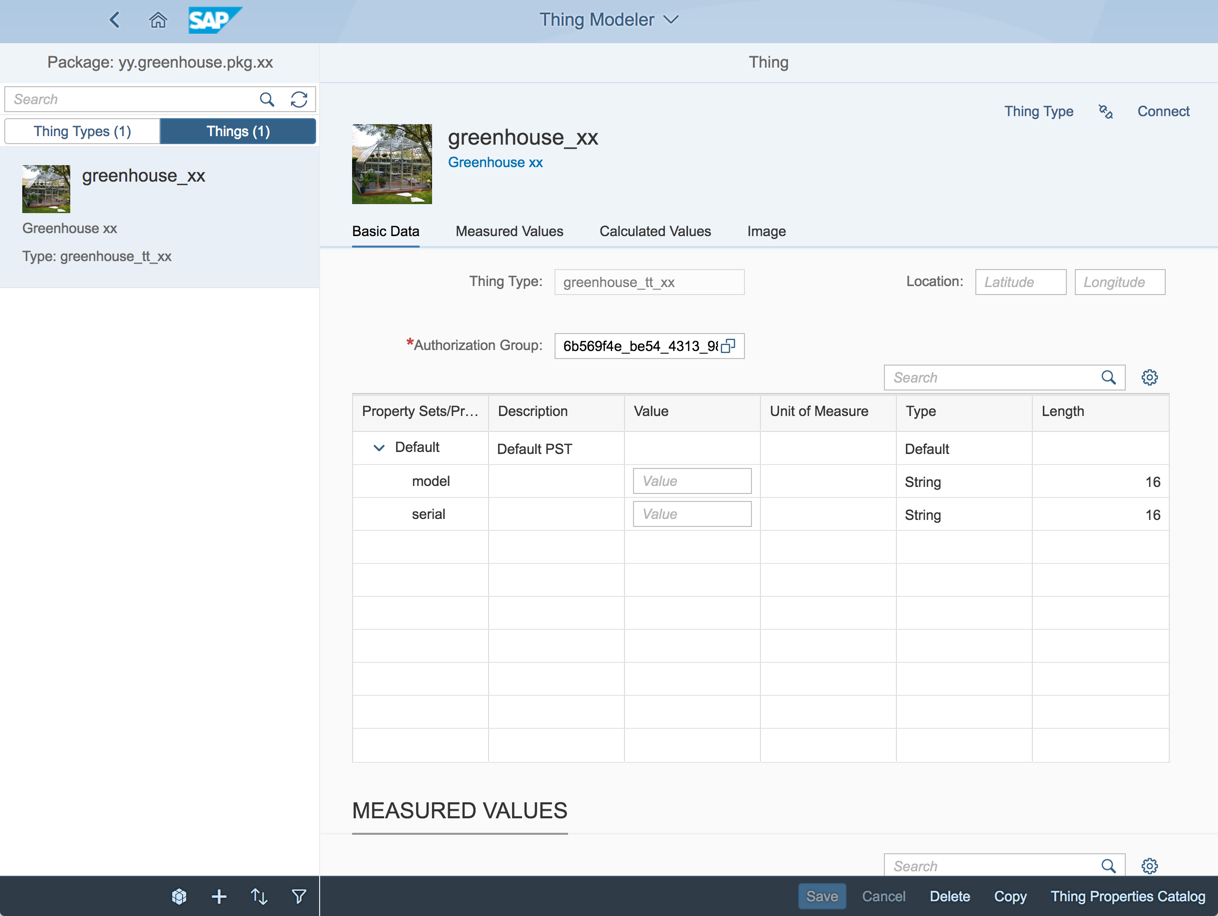 SAP
Thing Modeler
Package: yy.greenhouse.pkg.xx
Thing
Search
Thing Types (1)
Things (1)
greenhouse_xx
Greenhouse xx
Type: greenhouse_tt_xx
Thing Type
Connect
greenhouse_xx
Greenhouse xx
Basic Data
Measured Values
Calculated Values
Image
Thing Type:
greenhouse_tt_xx
Location:
Latitude
Longitude
*Authorization Group:
6b569f4e_be54_4313_98
Search
Property Sets/Pr... Description Value Unit of Measure Type Length
Default Default PST Default
model Value String 16
serial Value String 16
MEASURED VALUES
Search
Save Cancel Delete Copy Thing Properties Catalog